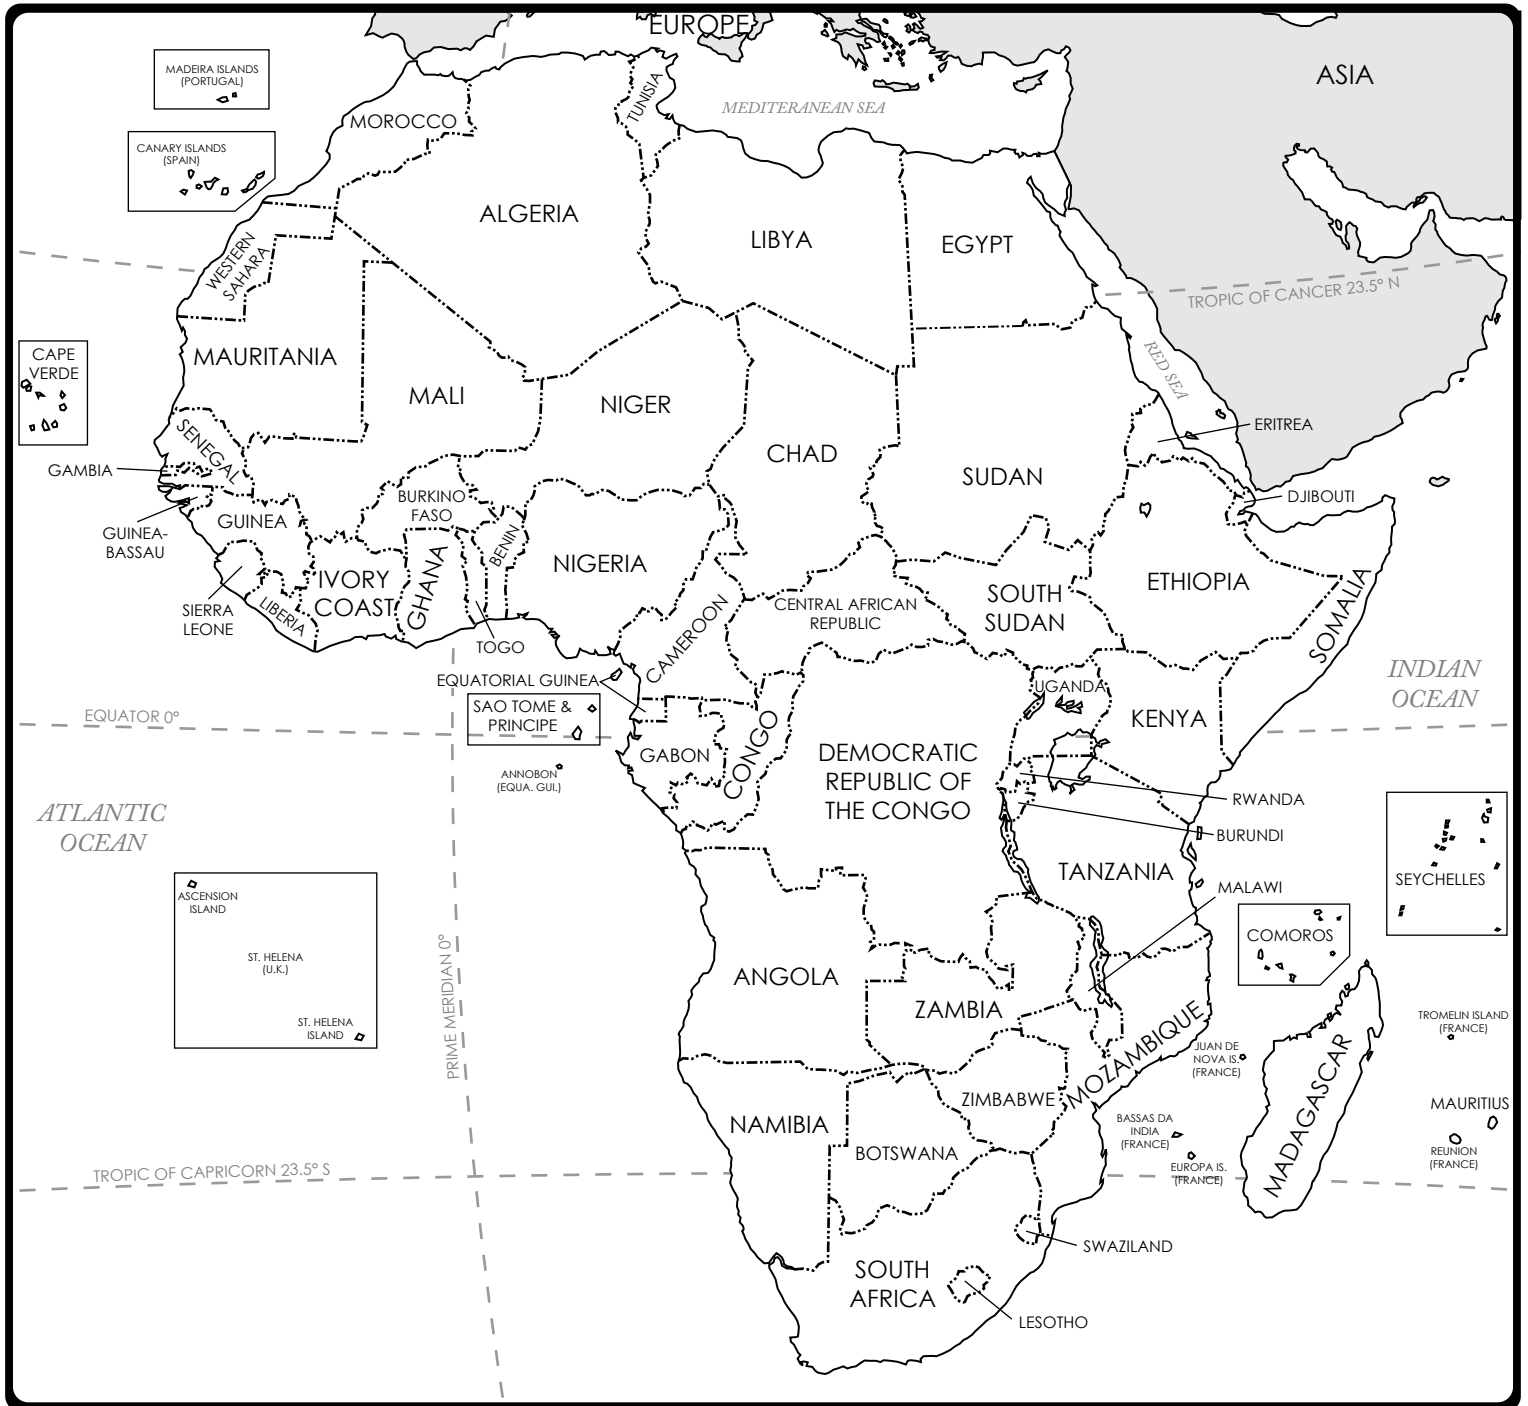 EUROPE
ASIA
MADEIRA ISLANDS
(PORTUGAL)
MEDITERANEAN SEA
TUNISIA
MOROCCO
CANARY ISLANDS
(SPAIN)
ALGERIA
LIBYA
EGYPT
WESTERN
SAHARA
TROPIC OF CANCER 23.5° N
CAPE
VERDE
MAURITANIA
MALI
NIGER
CHAD
SUDAN
RED SEA
ERITREA
SENEGAL
GAMBIA
DJIBOUTI
BURKINO
FASO
GUINEA
GUINEA-
BASSAU
BENIN
NIGERIA
IVORY
COAST
GHANA
ETHIOPIA
SOUTH
SUDAN
CENTRAL AFRICAN
REPUBLIC
SIERRA
LEONE
LIBERIA
TOGO
CAMEROON
SOMALIA
INDIAN
OCEAN
EQUATORIAL GUINEA
UGANDA
SAO TOME &
PRINCIPE
EQUATOR 0°
KENYA
GABON
CONGO
DEMOCRATIC
REPUBLIC OF
THE CONGO
ANNOBON
(EQUA. GUI.)
RWANDA
BURUNDI
ATLANTIC
OCEAN
TANZANIA
SEYCHELLES
MALAWI
ASCENSION
ISLAND
COMOROS
ST. HELENA
(U.K.)
ANGOLA
ZAMBIA
PRIME MERIDIAN 0°
ST. HELENA
ISLAND
MOZAMBIQUE
TROMELIN ISLAND
(FRANCE)
JUAN DE
NOVA IS.
(FRANCE)
MADAGASCAR
ZIMBABWE
MAURITIUS
NAMIBIA
BASSAS DA
INDIA
(FRANCE)
BOTSWANA
REUNION
(FRANCE)
EUROPA IS.
(FRANCE)
TROPIC OF CAPRICORN 23.5° S
SWAZILAND
SOUTH
AFRICA
LESOTHO